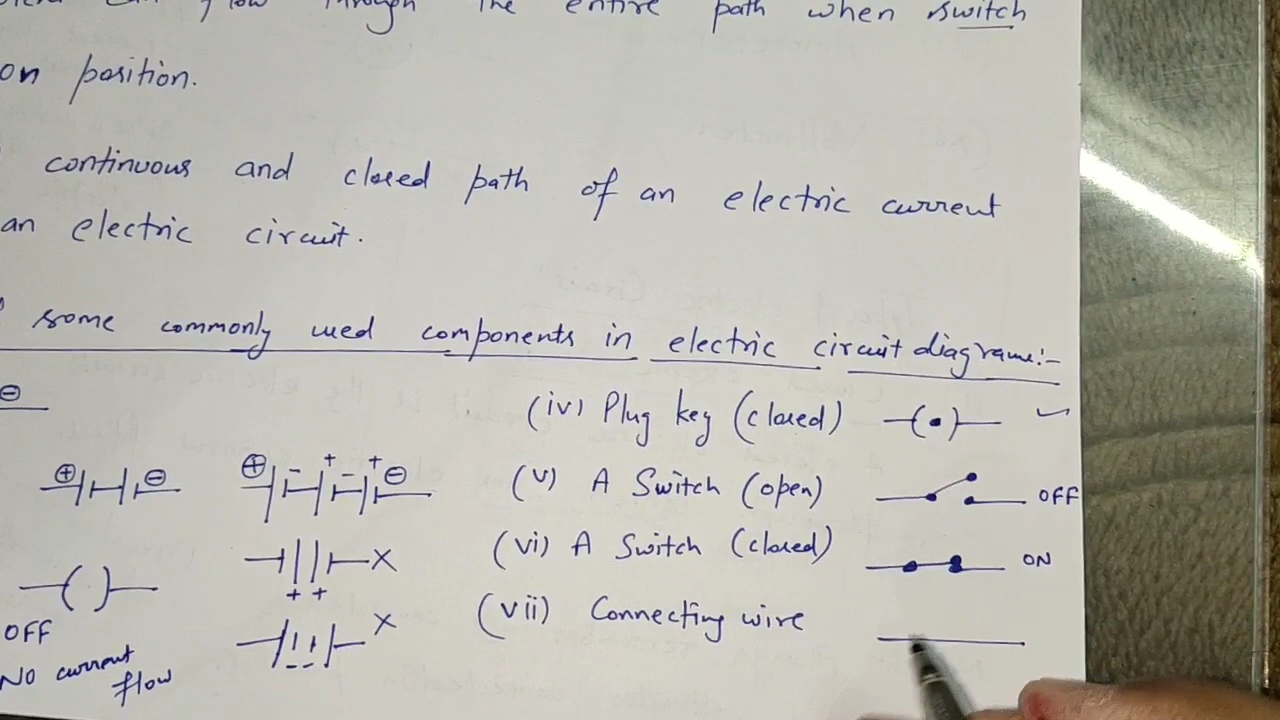 flow through the entire path when switch
on position.
continuous and closed path of an electric current
an electric circuit.
some commonly used components in electric circuit diagrams:-
(iv) Plug key (closed)
(v) A Switch (open) OFF
(vi) A Switch (closed) ON
(vii) Connecting wire
OFF
No current
flow